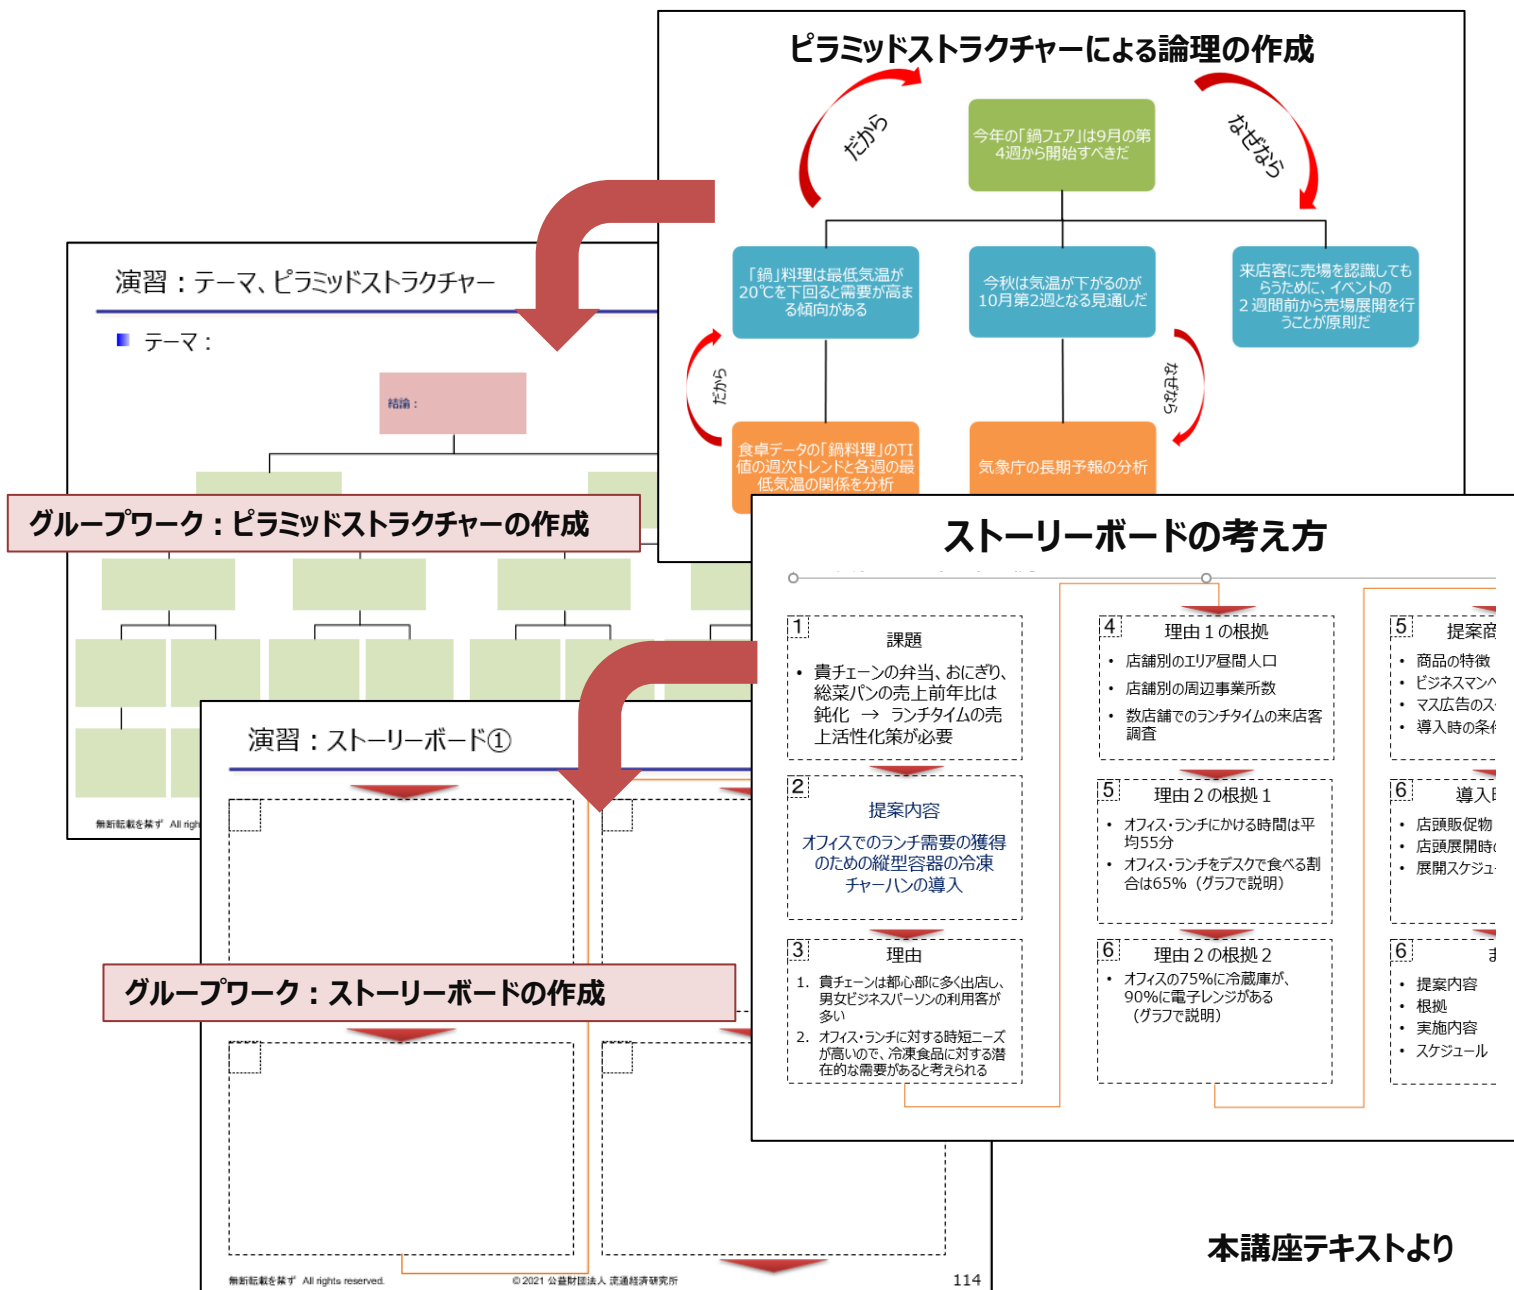 ピラミッドストラクチャーによる論理の作成
だから
なぜなら
今年の「鍋フェア」は9月の第
4週から開始すべきだ
「鍋」料理は最低気温が
20℃を下回ると需要が高ま
る傾向がある
今秋は気温が下がるのが
10月第2週となる見通しだ
来店客に売場を認識しても
らうために、イベントの
２週間前から売場展開を行
うことが原則だ
だから
なぜなら
食卓データの「鍋料理」のTI
値の週次トレンドと各週の最
低気温の関係を分析
気象庁の長期予報の分析
演習：テーマ、ピラミッドストラクチャー
テーマ：
結論：
グループワーク：ピラミッドストラクチャーの作成
無断転載を禁ず All righ
ストーリーボードの考え方
1
課題
• 貴チェーンの弁当、おにぎり、
総菜パンの売上前年比は
鈍化 → ランチタイムの売
上活性化策が必要
2
提案内容
オフィスでのランチ需要の獲得
のための縦型容器の冷凍
チャーハンの導入
3
理由
1. 貴チェーンは都心部に多く出店し、
男女ビジネスパーソンの利用客が
多い
2. オフィス・ランチに対する時短ニーズ
が高いので、冷凍食品に対する潜
在的な需要があると考えられる
4
理由１の根拠
• 店舗別のエリア昼間人口
• 店舗別の周辺事業所数
• 数店舗でのランチタイムの来店客
調査
5
理由２の根拠１
• オフィス・ランチにかける時間は平
均55分
• オフィス・ランチをデスクで食べる割
合は65%（グラフで説明）
6
理由２の根拠２
• オフィスの75%に冷蔵庫が、
90%に電子レンジがある
（グラフで説明）
5
提案商
• 商品の特徴
• ビジネスマンへ
• マス広告のス
• 導入時の条件
6
導入時
• 店頭販促物
• 店頭展開時の
• 展開スケジュー
6
ま
• 提案内容
• 根拠
• 実施内容
• スケジュール
演習：ストーリーボード①
グループワーク：ストーリーボードの作成
無断転載を禁ず All rights reserved.
© 2021 公益財団法人 流通経済研究所
114
本講座テキストより